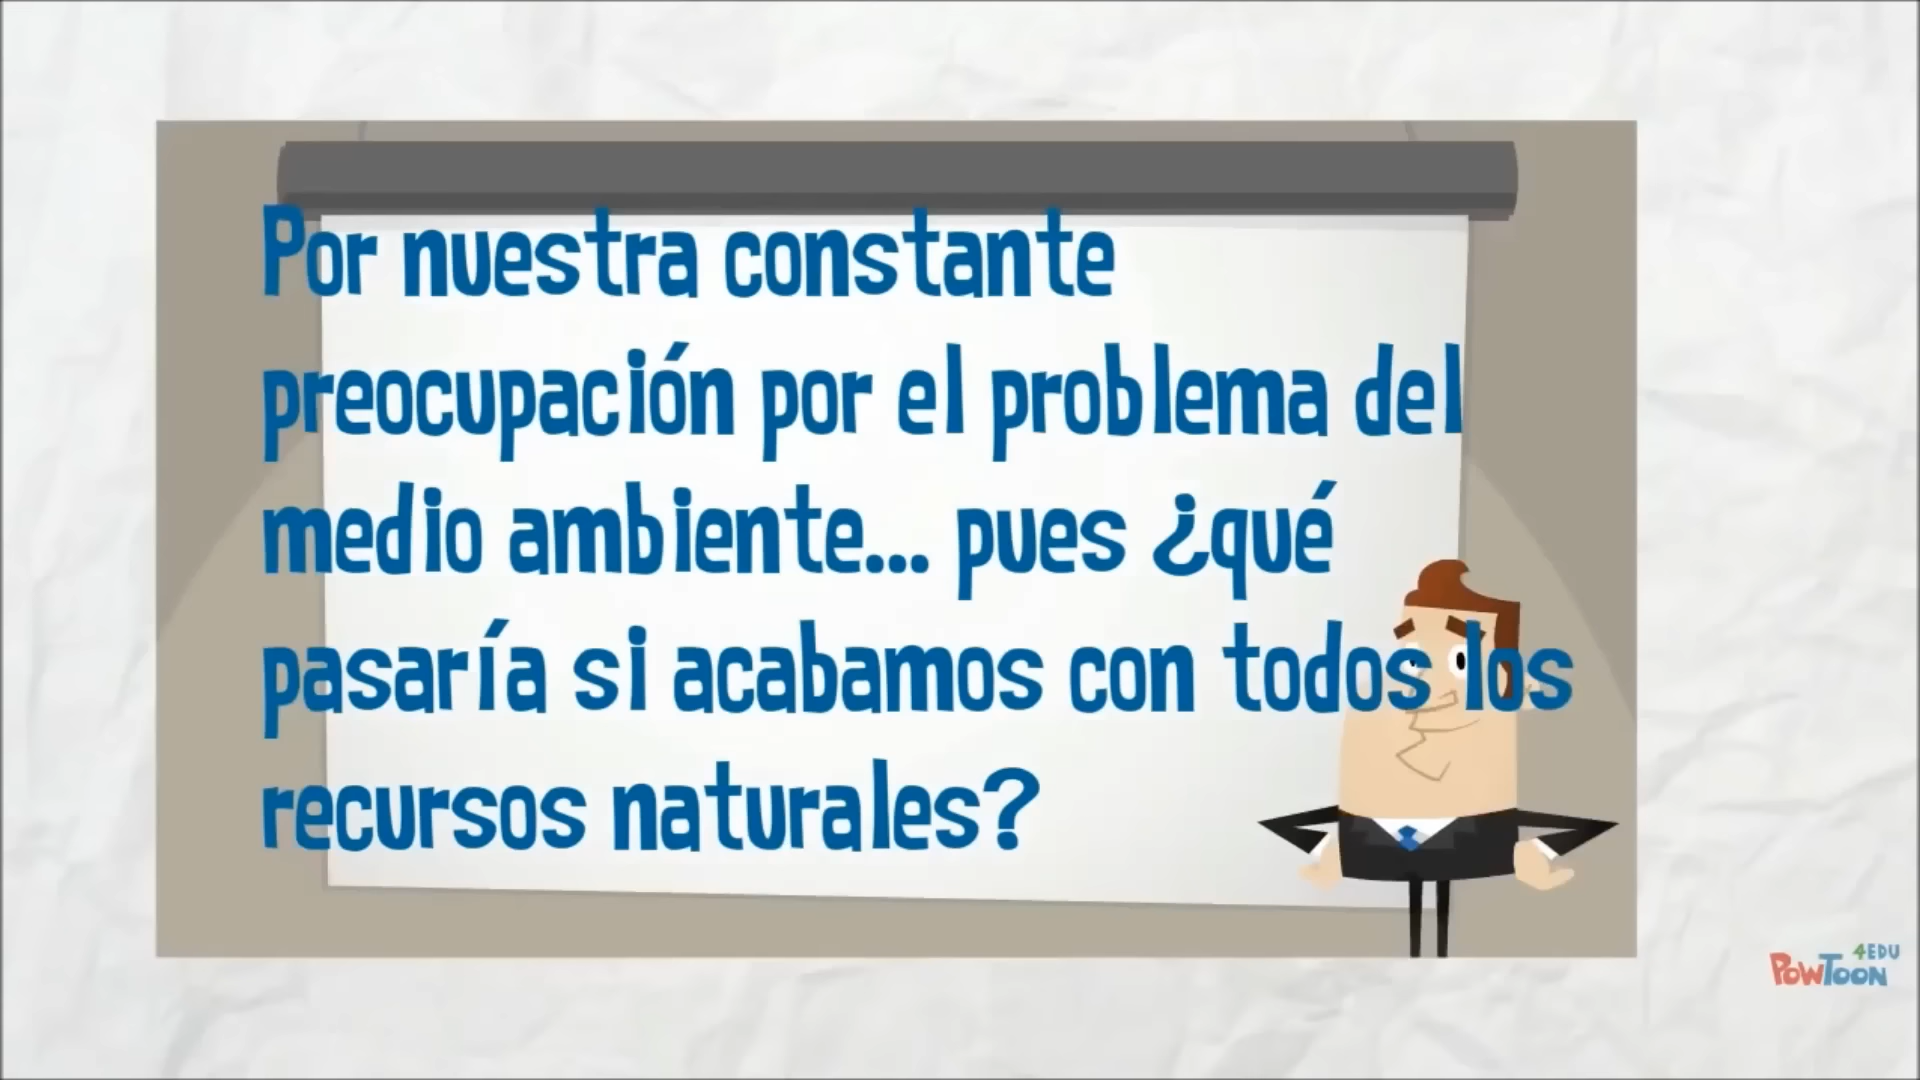 Por nuestra constante
preocupación por el problema del
medio ambiente... pues ¿qué
pasaría si acabamos con todos los
recursos naturales?
4EDU
POWTOON